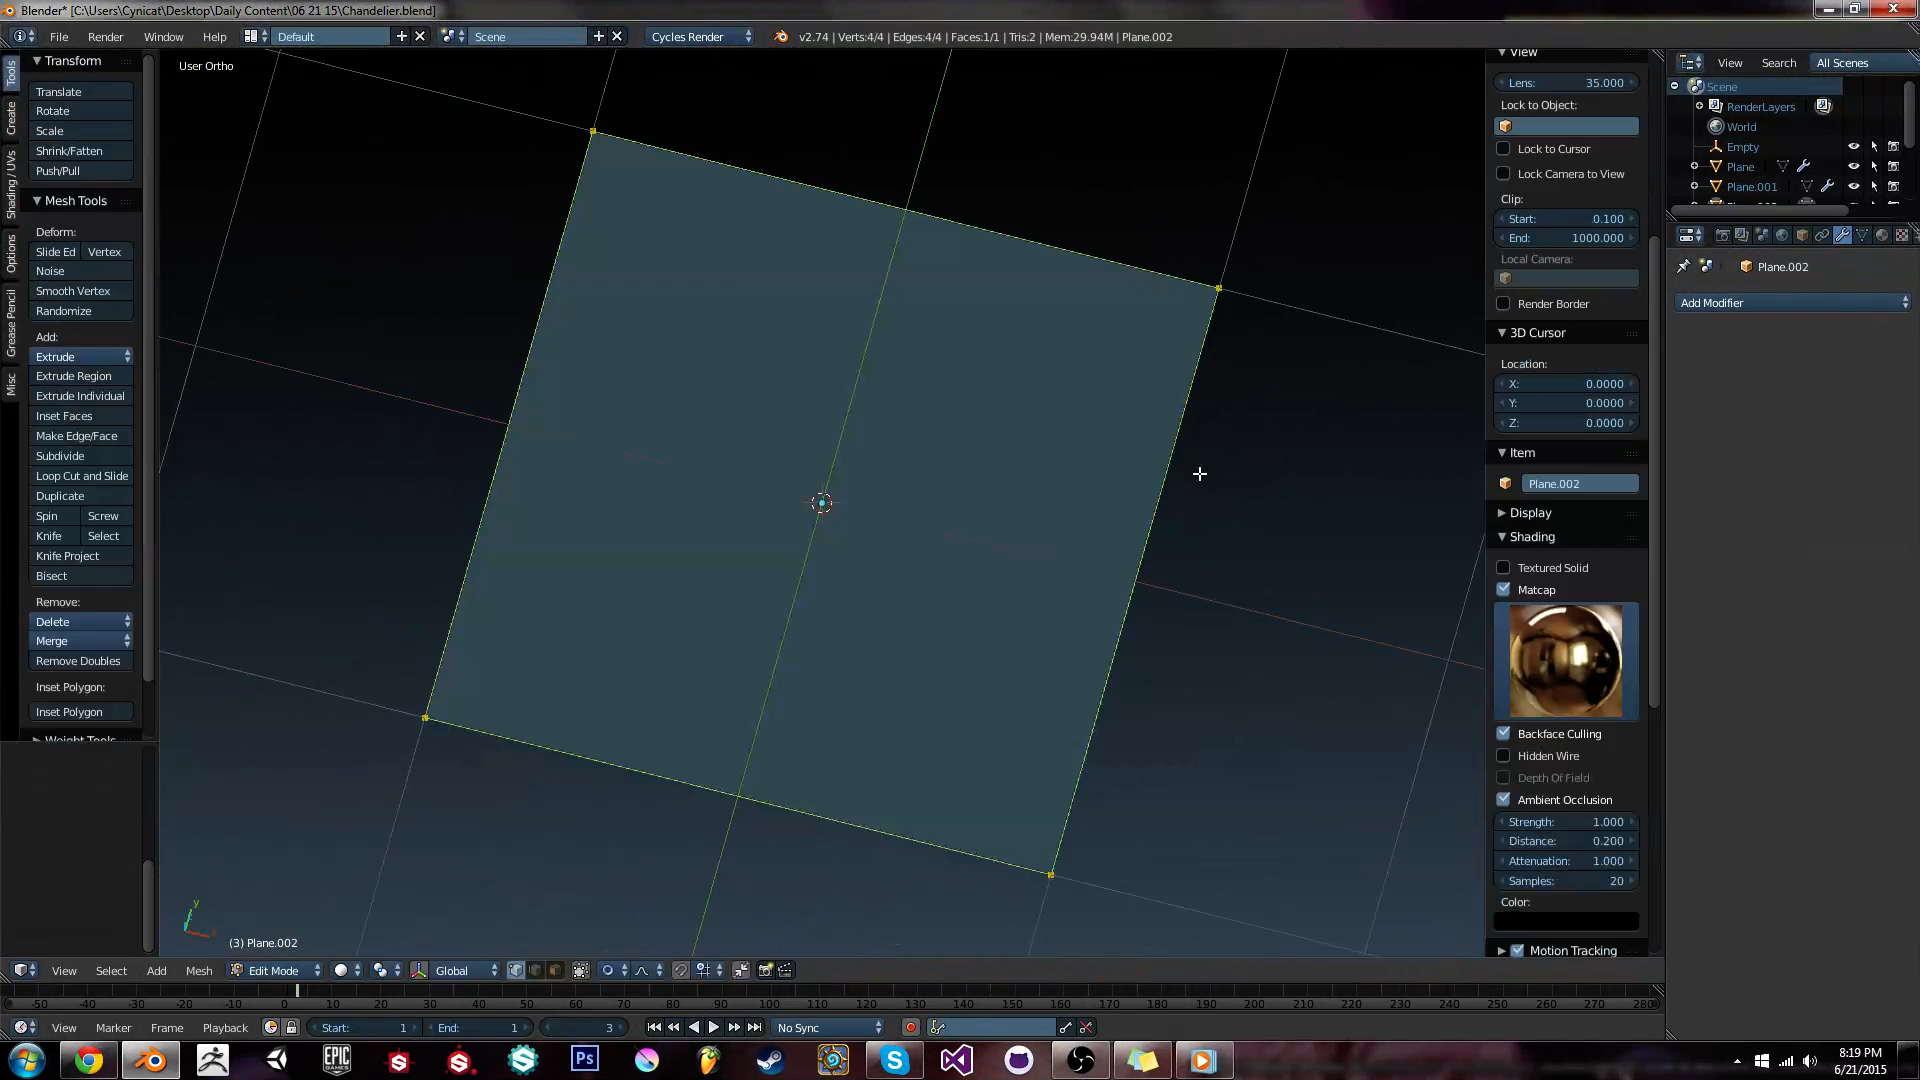 Blender* [C:\Users\Cynicat\Desktop\Daily Content\06 21 15\Chandelier.blend]
File Render Window Help Default Scene Cycles Render v2.74 | Verts:4/4 | Edges:4/4 | Faces:1/1 | Tris:2 | Mem:29.94M | Plane.002
Tools
Create
Shading / UVs
Options
Grease Pencil
Misc
Transform
Translate
Rotate
Scale
Shrink/Fatten
Push/Pull
Mesh Tools
Deform:
Slide Ed Vertex
Noise
Smooth Vertex
Randomize
Add:
Extrude
Extrude Region
Extrude Individual
Inset Faces
Make Edge/Face
Subdivide
Loop Cut and Slide
Duplicate
Spin Screw
Knife Select
Knife Project
Bisect
Remove:
Delete
Merge
Remove Doubles
Inset Polygon:
Inset Polygon
Weight Tools
User Ortho
y
(3) Plane.002
View
Lens: 35.000
Lock to Object:
Lock to Cursor
Lock Camera to View
Clip:
Start: 0.100
End: 1000.000
Local Camera:
Render Border
3D Cursor
Location:
X: 0.0000
Y: 0.0000
Z: 0.0000
Item
Plane.002
Display
Shading
Textured Solid
Matcap
Backface Culling
Hidden Wire
Depth Of Field
Ambient Occlusion
Strength: 1.000
Distance: 0.200
Attenuation: 1.000
Samples: 20
Color:
Motion Tracking
View Search All Scenes
Scene
RenderLayers
World
Empty
Plane
Plane.001
Plane.002
Add Modifier
View Select Add Mesh Edit Mode Global
-50 -40 -30 -20 -10 0 10 20 30 40 50 60 70 80 90 100 110 120 130 140 150 160 170 180 190 200 210 220 230 240 250 260 270 280
View Marker Frame Playback Start: 1 End: 1 3 No Sync
EPIC GAMES
Ps
8:19 PM
6/21/2015